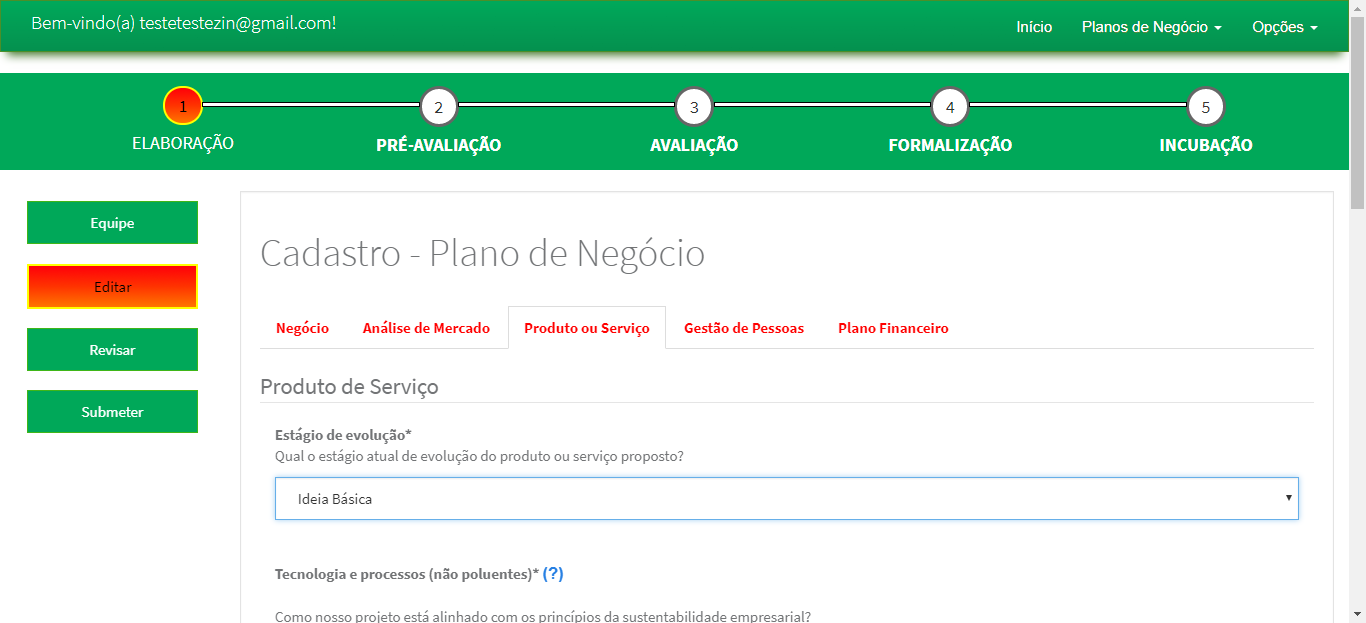 Bem-vindo(a) testetestezin@gmail.com!
Início Planos de Negócio Opções
1 2 3 4 5
ELABORAÇÃO PRÉ-AVALIAÇÃO AVALIAÇÃO FORMALIZAÇÃO INCUBAÇÃO
Equipe
Editar
Revisar
Submeter
Cadastro - Plano de Negócio
Negócio Análise de Mercado Produto ou Serviço Gestão de Pessoas Plano Financeiro
Produto de Serviço
Estágio de evolução*
Qual o estágio atual de evolução do produto ou serviço proposto?
Ideia Básica
Tecnologia e processos (não poluentes)* (?)
Como nosso projeto está alinhado com os princípios da sustentabilidade empresarial?